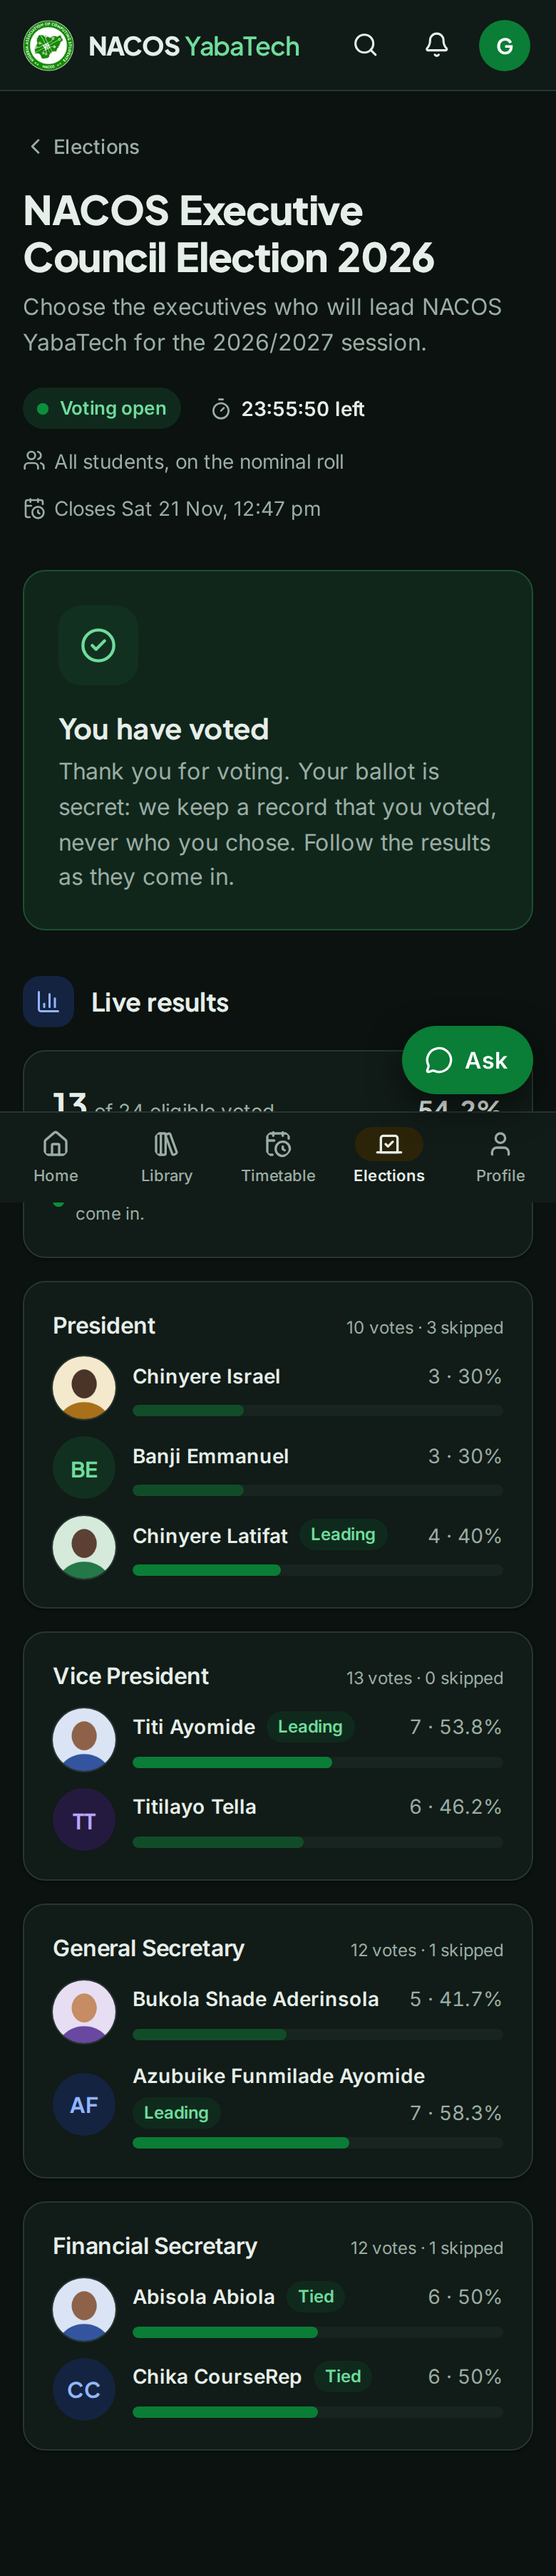 NACOS YabaTech
G
Elections
NACOS Executive
Council Election 2026
Choose the executives who will lead NACOS
YabaTech for the 2026/2027 session.
Voting open
23:55:50 left
All students, on the nominal roll
Closes Sat 21 Nov, 12:47 pm
You have voted
Thank you for voting. Your ballot is
secret: we keep a record that you voted,
never who you chose. Follow the results
as they come in.
Live results
Ask
13 of 24 eligible voted
54.2%
Home
Library
Timetable
Elections
Profile
come in.
President
10 votes · 3 skipped
Chinyere Israel
3 · 30%
BE
Banji Emmanuel
3 · 30%
Chinyere Latifat
Leading
4 · 40%
Vice President
13 votes · 0 skipped
Titi Ayomide
Leading
7 · 53.8%
TT
Titilayo Tella
6 · 46.2%
General Secretary
12 votes · 1 skipped
Bukola Shade Aderinsola
5 · 41.7%
AF
Azubuike Funmilade Ayomide
Leading
7 · 58.3%
Financial Secretary
12 votes · 1 skipped
Abisola Abiola
Tied
6 · 50%
CC
Chika CourseRep
Tied
6 · 50%